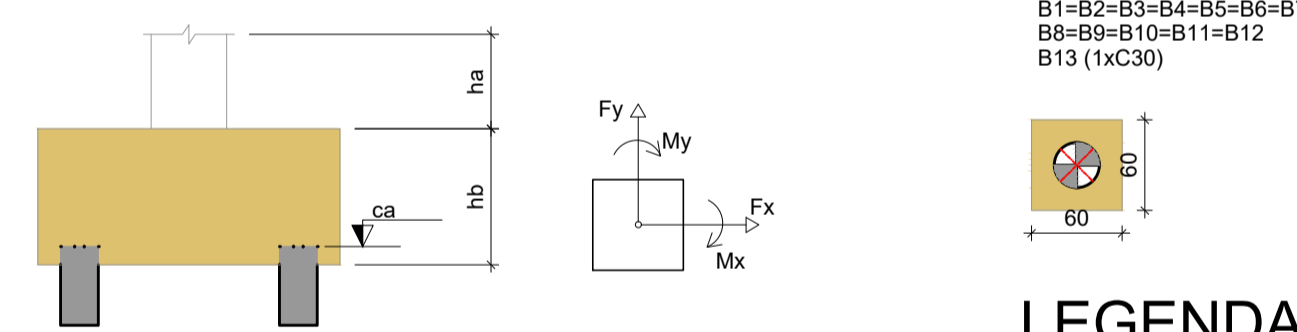 B1=B2=B3=B4=B5=B6=B7
B8=B9=B10=B11=B12
B13 (1xC30)
ha
hb
ca
Fy
My
Fx
Mx
60
60
LEGENDA